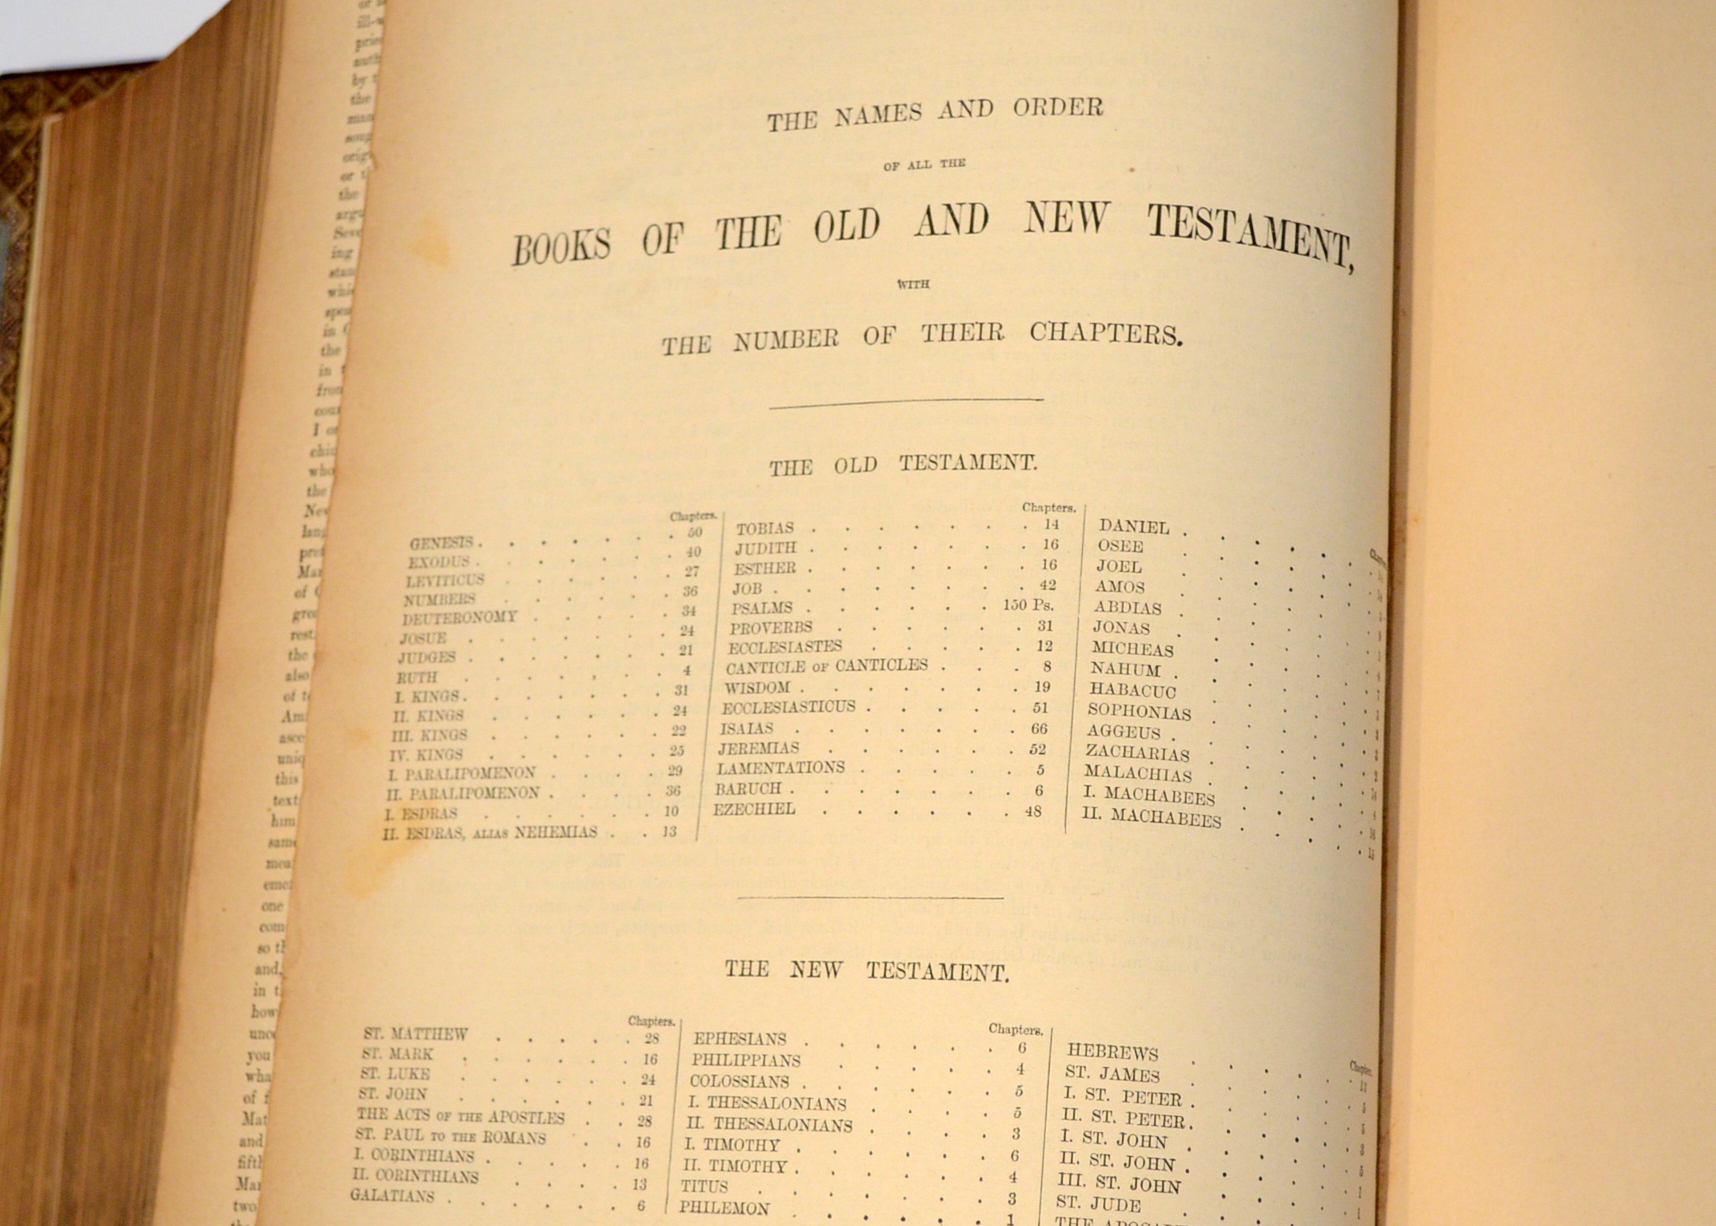 THE NAMES AND ORDER
OF ALL THE
BOOKS OF THE OLD AND NEW TESTAMENT,
WITH
THE NUMBER OF THEIR CHAPTERS.
THE OLD TESTAMENT.
Chapters.
GENESIS . . . . . . 50
EXODUS . . . . . . 40
LEVITICUS . . . . . . 27
NUMBERS . . . . . . 36
DEUTERONOMY . . . . . 34
JOSUE . . . . . . 24
JUDGES . . . . . . 21
RUTH . . . . . . 4
I. KINGS . . . . . . 31
II. KINGS . . . . . . 24
III. KINGS . . . . . . 22
IV. KINGS . . . . . . 25
I. PARALIPOMENON . . . . 29
II. PARALIPOMENON . . . . 36
I. ESDRAS . . . . . . 10
II. ESDRAS, ALIAS NEHEMIAS . . 13
Chapters.
TOBIAS . . . . . . . 14
JUDITH . . . . . . . 16
ESTHER . . . . . . . 16
JOB . . . . . . . 42
PSALMS . . . . . . 150 Ps.
PROVERBS . . . . . . 31
ECCLESIASTES . . . . . 12
CANTICLE OF CANTICLES . . . 8
WISDOM . . . . . . . 19
ECCLESIASTICUS . . . . . 51
ISAIAS . . . . . . . 66
JEREMIAS . . . . . . 52
LAMENTATIONS . . . . . 5
BARUCH . . . . . . . 6
EZECHIEL . . . . . . 48
DANIEL
OSEE
JOEL
AMOS
ABDIAS
JONAS
MICHEAS
NAHUM
HABACUC
SOPHONIAS
AGGEUS
ZACHARIAS
MALACHIAS
I. MACHABEES
II. MACHABEES
THE NEW TESTAMENT.
Chapters.
ST. MATTHEW . . . . . 28
ST. MARK . . . . . . 16
ST. LUKE . . . . . . 24
ST. JOHN . . . . . . 21
THE ACTS OF THE APOSTLES . . 28
ST. PAUL TO THE ROMANS . . 16
I. CORINTHIANS . . . . . 16
II. CORINTHIANS . . . . 13
GALATIANS . . . . . 6
Chapters.
EPHESIANS . . . . . . 6
PHILIPPIANS . . . . . 4
COLOSSIANS . . . . . . 5
I. THESSALONIANS . . . . 5
II. THESSALONIANS . . . . 3
I. TIMOTHY . . . . . . 6
II. TIMOTHY . . . . . . 4
TITUS . . . . . . . 3
PHILEMON . . . . . . 1
HEBREWS
ST. JAMES
I. ST. PETER
II. ST. PETER
I. ST. JOHN
II. ST. JOHN
III. ST. JOHN
ST. JUDE
THE